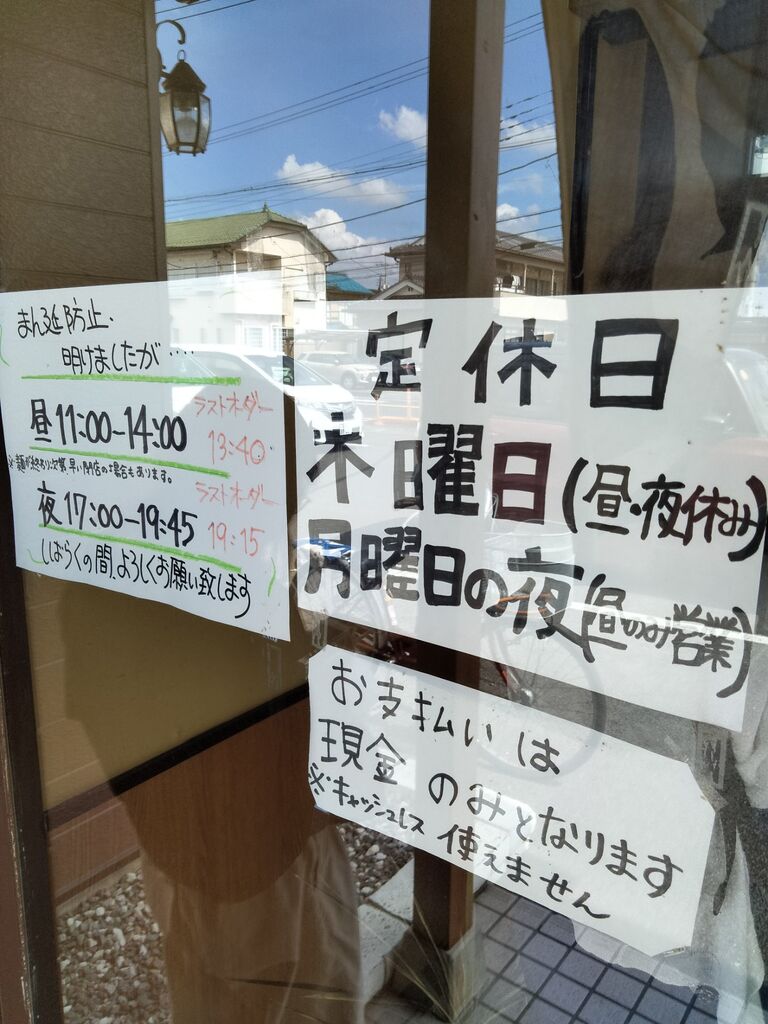 まん延防止
明けましたが・・・・
昼 11:00-14:00
ラストオーダー
13:40
※麺が終わり次第、早い閉店の場合もあります。
夜 17:00-19:45
ラストオーダー
19:15
しばらくの間、よろしくお願い致します
定休日
木曜日(昼・夜休み)
月曜日の夜(昼のみ営業)
お支払いは
現金のみとなります
※キャッシュレス使えません